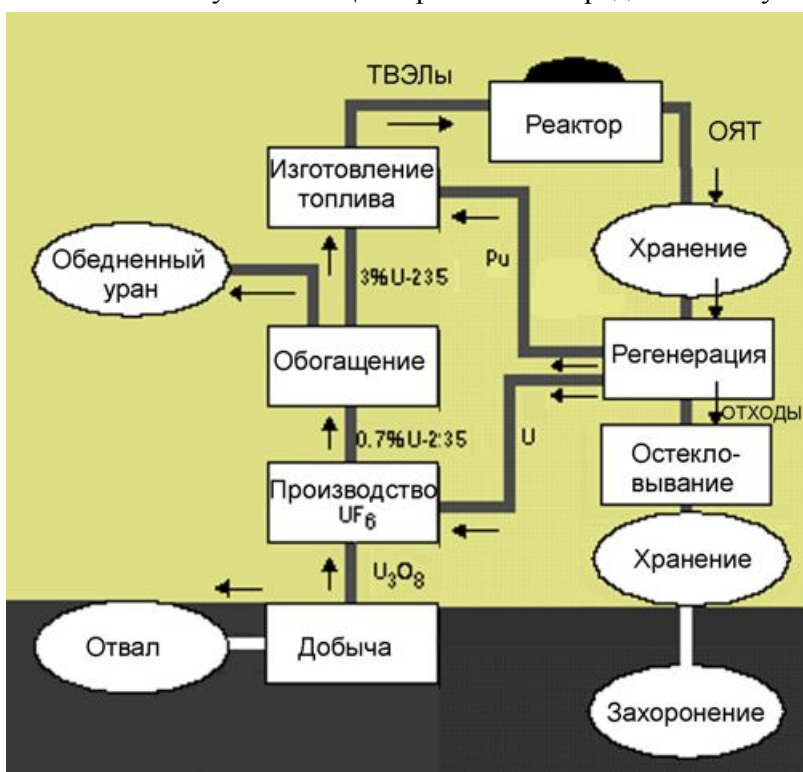 ТВЭЛы
Реактор
ОЯТ
Изготовление
топлива
Хранение
Обедненный
уран
3% U-235
Pu
Обогащение
Регенерация
отходы
0.7% U-235
U
Остекло-
вывание
Производство
UF6
Хранение
U3O8
Отвал
Добыча
Захоронение